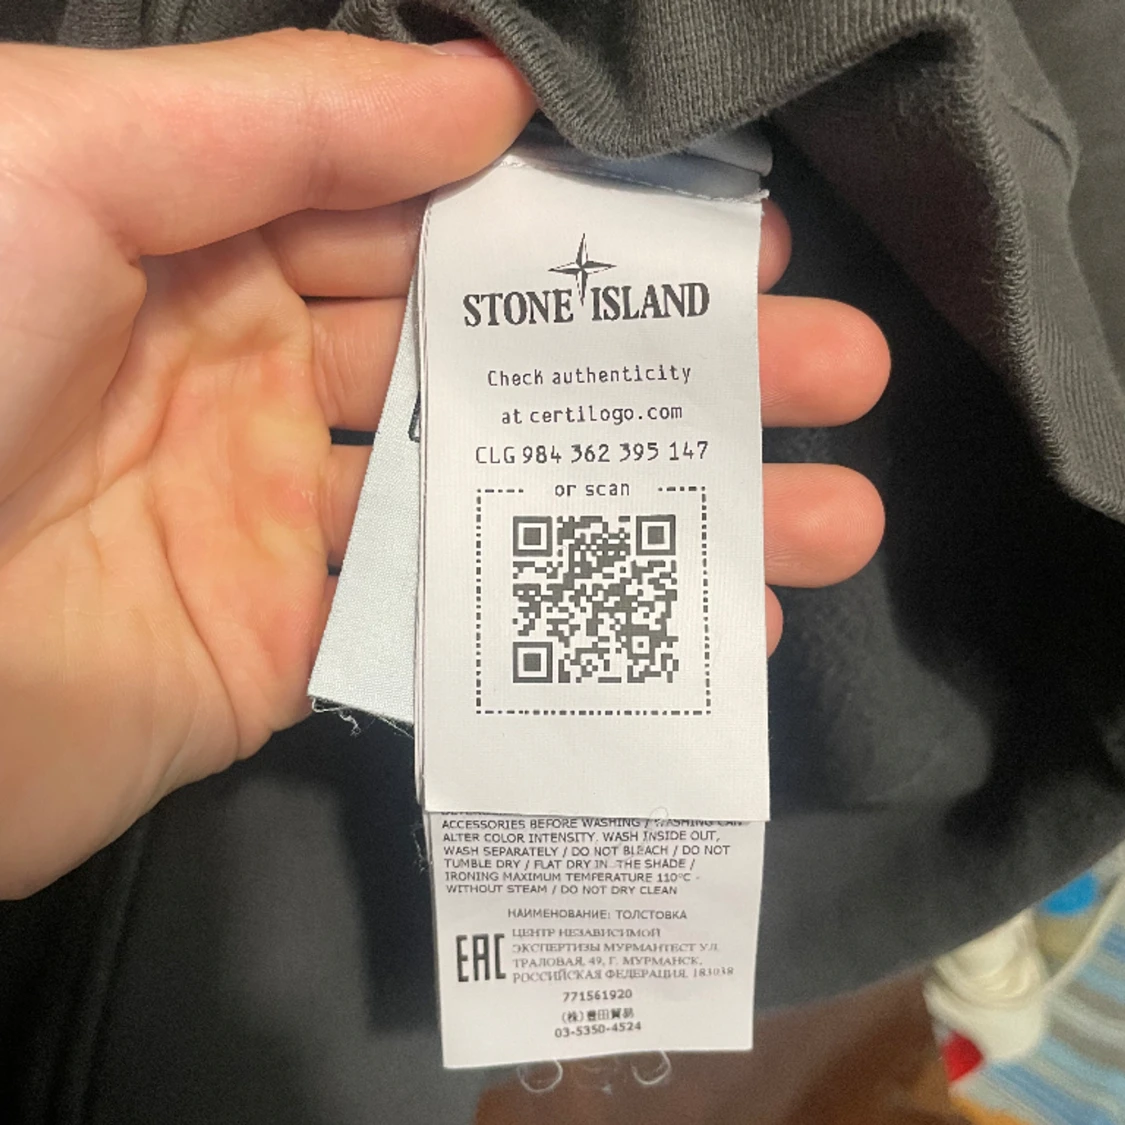 STONE ISLAND
Check authenticity
at certilogo.com
CLG 984 362 395 147
or scan
ACCESSORIES BEFORE WASHING / WASHING CAN
ALTER COLOR INTENSITY. WASH INSIDE OUT,
WASH SEPARATELY / DO NOT BLEACH / DO NOT
TUMBLE DRY / FLAT DRY IN THE SHADE /
IRONING MAXIMUM TEMPERATURE 110°C -
WITHOUT STEAM / DO NOT DRY CLEAN
НАИМЕНОВАНИЕ: ТОЛСТОВКА
EAC
ЦЕНТР НЕЗАВИСИМОЙ
ЭКСПЕРТИЗЫ МУРМАНТЕСТ УЛ.
ТРАЛОВАЯ, 49, Г. МУРМАНСК,
РОССИЙСКАЯ ФЕДЕРАЦИЯ, 183038
771561920
(株)豊田貿易
03-5350-4524